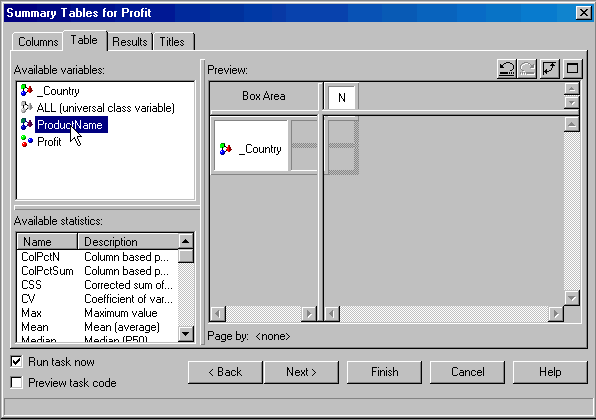 Summary Tables for Profit
Columns Table Results Titles
Available variables:
_Country
ALL (universal class variable)
ProductName
Profit
Available statistics:
Name Description
ColPctN Column based p...
ColPctSum Column based p...
CSS Corrected sum of...
CV Coefficient of var...
Max Maximum value
Mean Mean (average)
Median Median (P50)
Preview:
Box Area N
_Country
Page by: <none>
Run task now
Preview task code
< Back Next > Finish Cancel Help